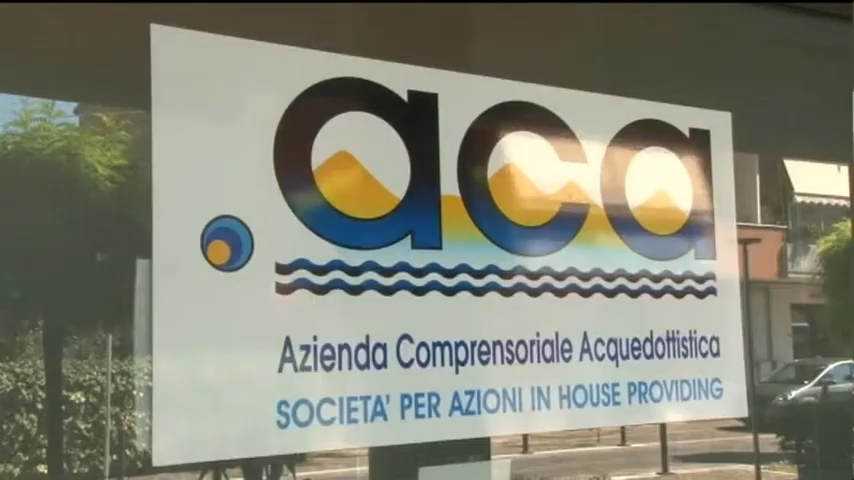 .aca
Azienda Comprensoriale Acquedottistica
SOCIETA' PER AZIONI IN HOUSE PROVIDING